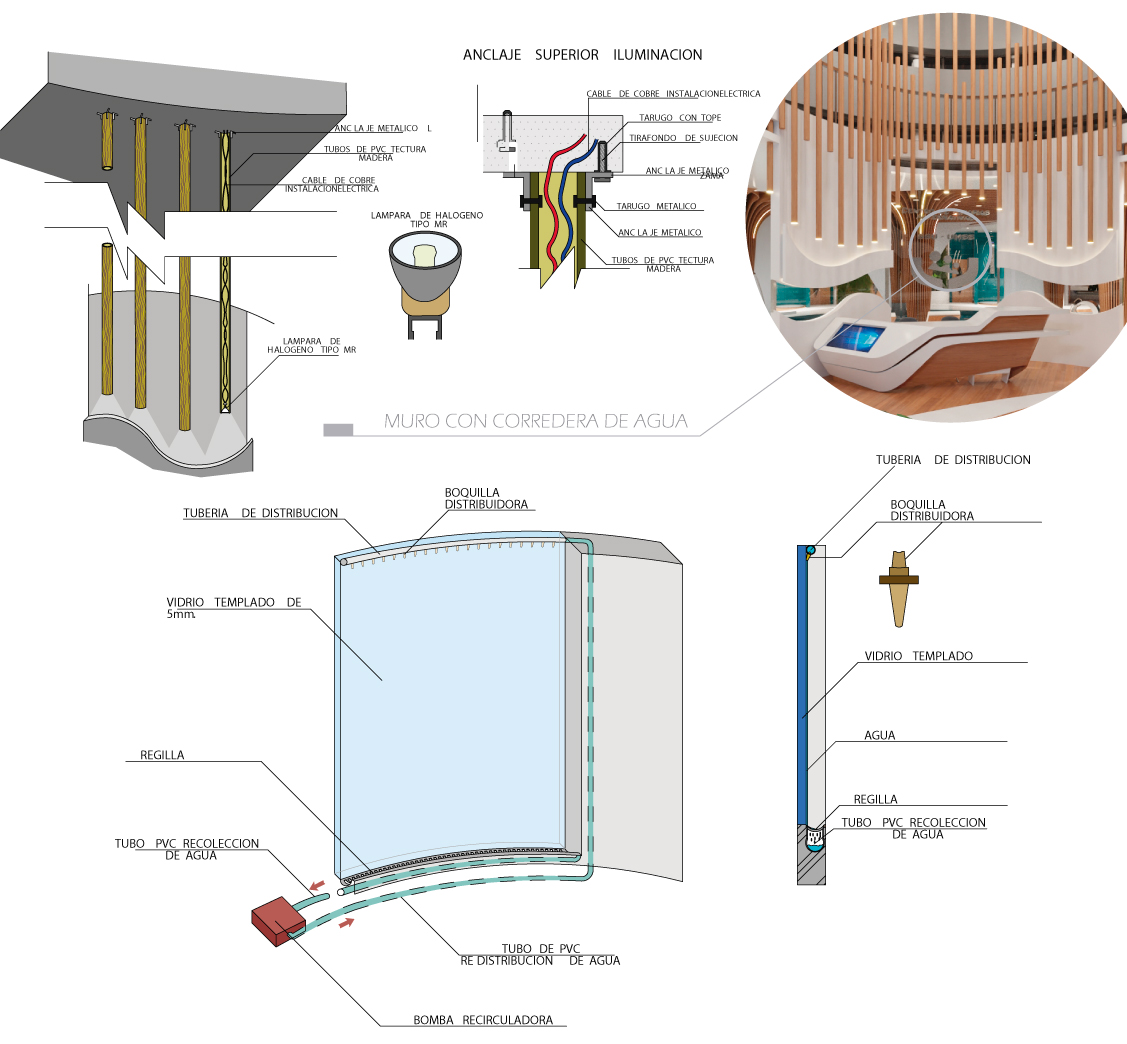 ANCLAJE SUPERIOR ILUMINACION
CABLE DE COBRE INSTALACIONELECTRICA
TARUGO CON TOPE
TIRAFONDO DE SUJECION
ANC LA JE METALICO
ZAMA
TARUGO METALICO
ANC LA JE METALICO
TUBOS DE PVC TECTURA
MADERA
ANC LA JE METALICO L
TUBOS DE PVC TECTURA
MADERA
CABLE DE COBRE
INSTALACIONELECTRICA
LAMPARA DE HALOGENO
TIPO MR
LAMPARA DE
HALOGENO TIPO MR
MURO CON CORREDERA DE AGUA
BOQUILLA
DISTRIBUIDORA
TUBERIA DE DISTRIBUCION
VIDRIO TEMPLADO DE
5mm.
REGILLA
TUBO PVC RECOLECCION
DE AGUA
TUBO DE PVC
RE DISTRIBUCION DE AGUA
BOMBA RECIRCULADORA
TUBERIA DE DISTRIBUCION
BOQUILLA
DISTRIBUIDORA
VIDRIO TEMPLADO
AGUA
REGILLA
TUBO PVC RECOLECCION
DE AGUA